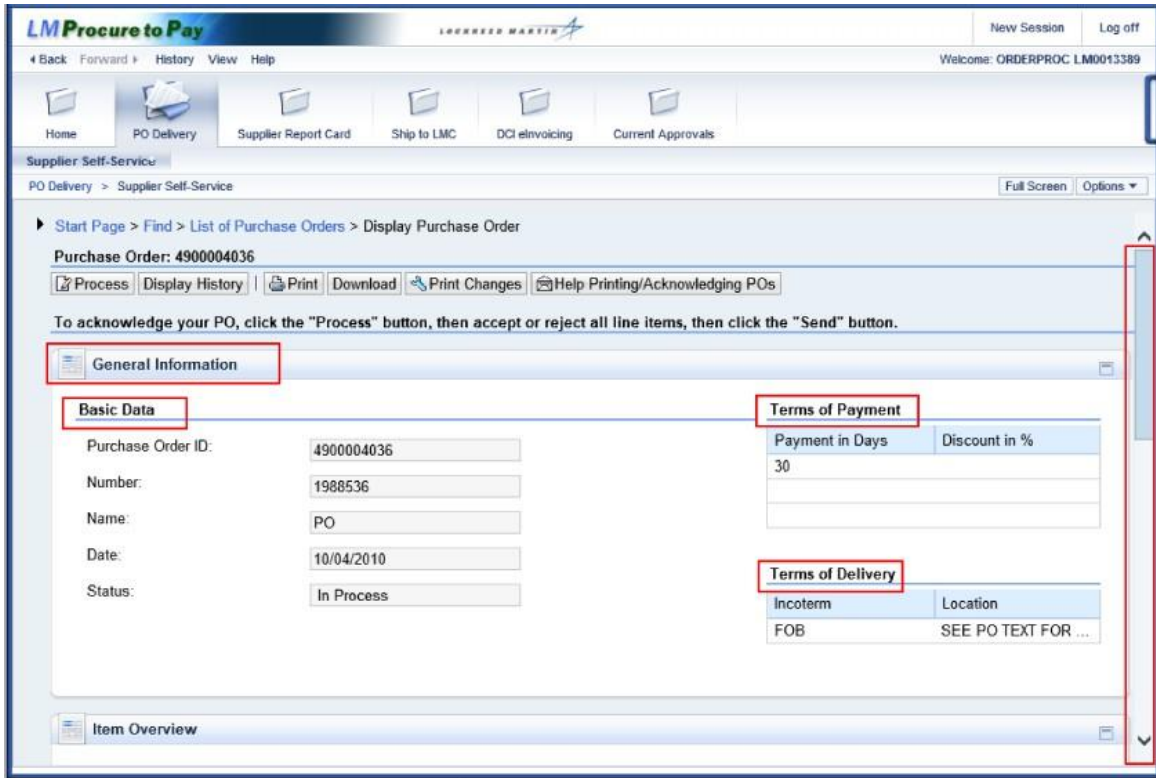 LM Procure to Pay
LOCKHEED MARTIN
New Session Log off
Back Forward History View Help
Welcome: ORDERPROC LM0013389
Home PO Delivery Supplier Report Card Ship to LMC DCI eInvoicing Current Approvals
Supplier Self-Service
PO Delivery > Supplier Self-Service
Full Screen Options
Start Page > Find > List of Purchase Orders > Display Purchase Order
Purchase Order: 4900004036
Process Display History | Print Download Print Changes Help Printing/Acknowledging POs
To acknowledge your PO, click the "Process" button, then accept or reject all line items, then click the "Send" button.
General Information
Basic Data
Purchase Order ID: 4900004036
Number: 1988536
Name: PO
Date: 10/04/2010
Status: In Process
Terms of Payment
Payment in Days Discount in %
30
Terms of Delivery
Incoterm Location
FOB SEE PO TEXT FOR ...
Item Overview